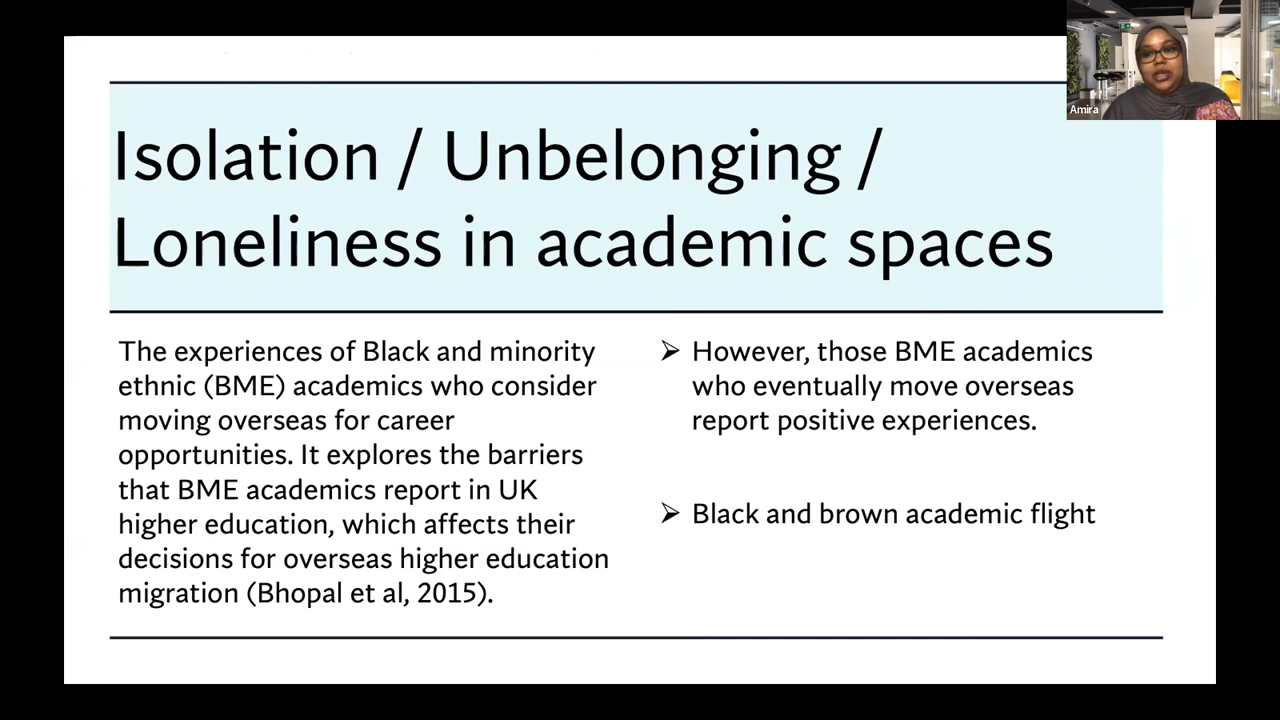 Amira
Isolation / Unbelonging /
Loneliness in academic spaces
The experiences of Black and minority
ethnic (BME) academics who consider
moving overseas for career
opportunities. It explores the barriers
that BME academics report in UK
higher education, which affects their
decisions for overseas higher education
migration (Bhopal et al, 2015).
➢ However, those BME academics
who eventually move overseas
report positive experiences.
➢ Black and brown academic flight